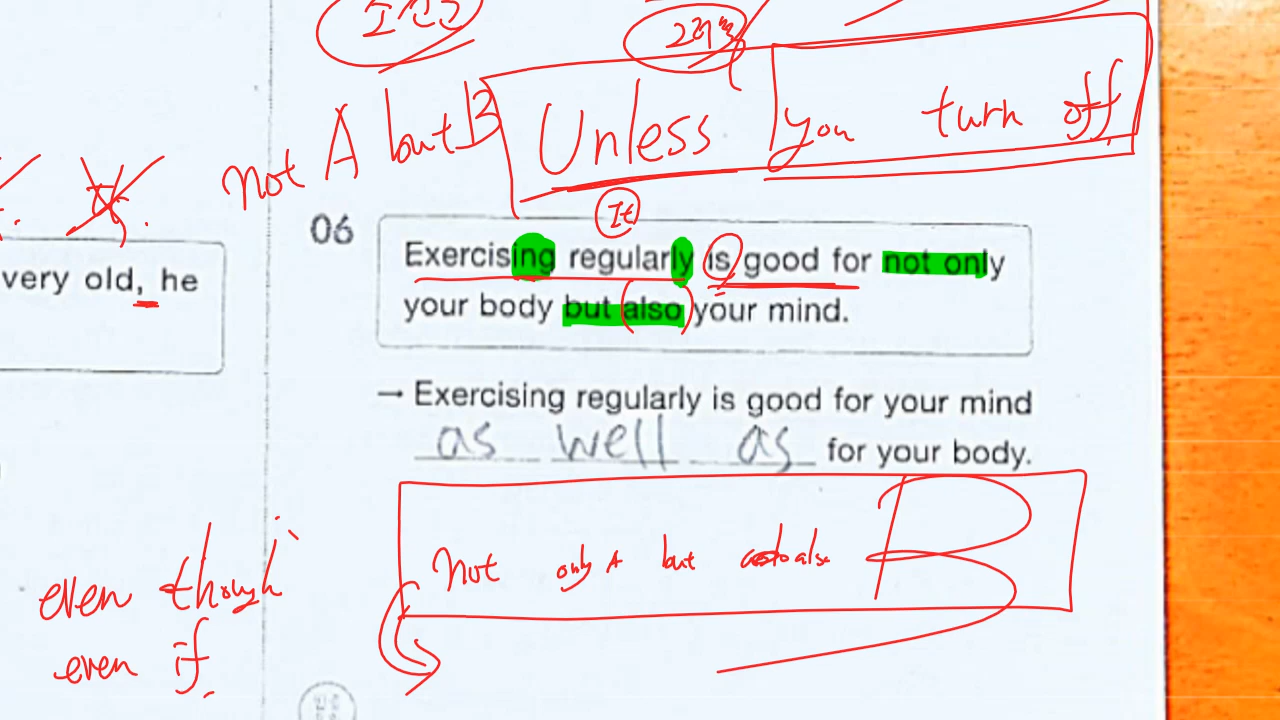 not A but B
Unless you turn off
It
06
Exercising regularly is good for not only
your body but also your mind.
very old, he
→ Exercising regularly is good for your mind
as well as for your body.
Not only A but also B
even though
even if